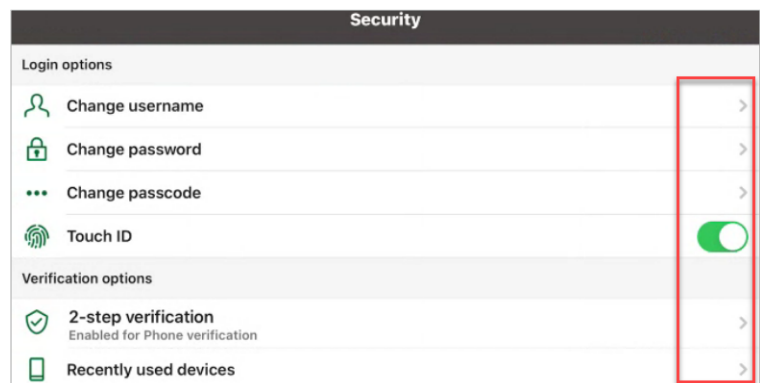 Security
Login options
Change username
Change password
Change passcode
Touch ID
Verification options
2-step verification
Enabled for Phone verification
Recently used devices